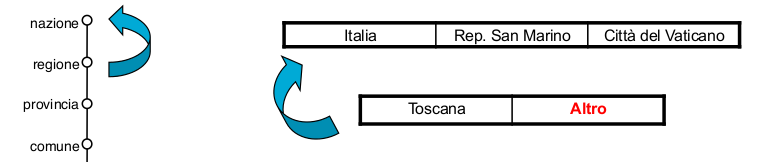 nazione
regione
provincia
comune
Italia Rep. San Marino Città del Vaticano
Toscana Altro